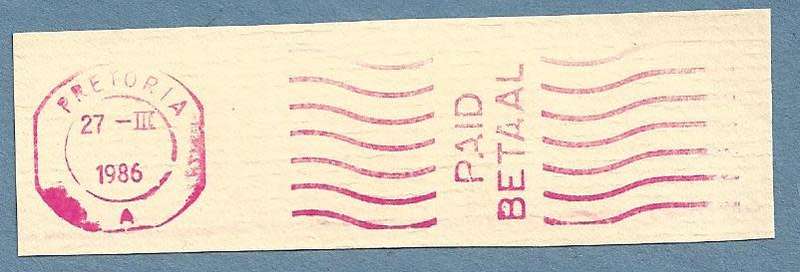 PRETORIA
27 -III
1986
A
PAID
BETAAL